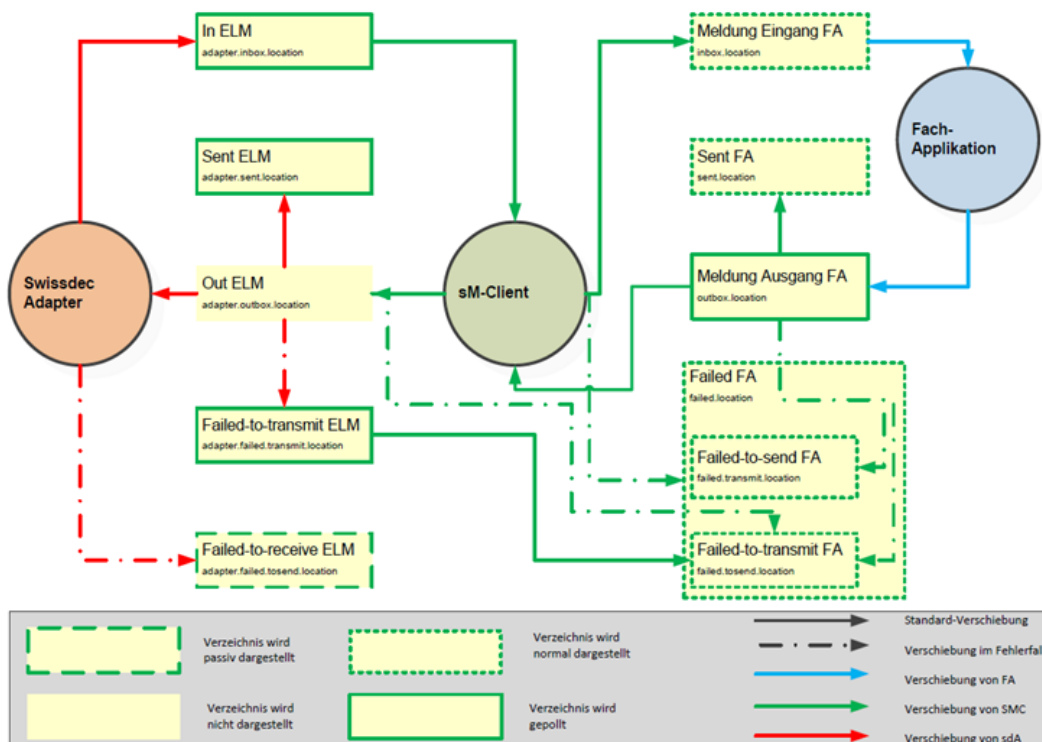 In ELM
adapter.inbox.location
Meldung Eingang FA
inbox.location
Fach-
Applikation
Sent ELM
adapter.sent.location
Sent FA
sent.location
Swissdec
Adapter
Out ELM
adapter.outbox.location
sM-Client
Meldung Ausgang FA
outbox.location
Failed FA
failed.location
Failed-to-transmit ELM
adapter.failed.transmit.location
Failed-to-send FA
failed.transmit.location
Failed-to-receive ELM
adapter.failed.tosend.location
Failed-to-transmit FA
failed.tosend.location
Verzeichnis wird
passiv dargestellt
Verzeichnis wird
normal dargestellt
Verzeichnis wird
nicht dargestellt
Verzeichnis wird
gepollt
Standard-Verschiebung
Verschiebung im Fehlerfal
Verschiebung von FA
Verschiebung von SMC
Verschiebung von sdA